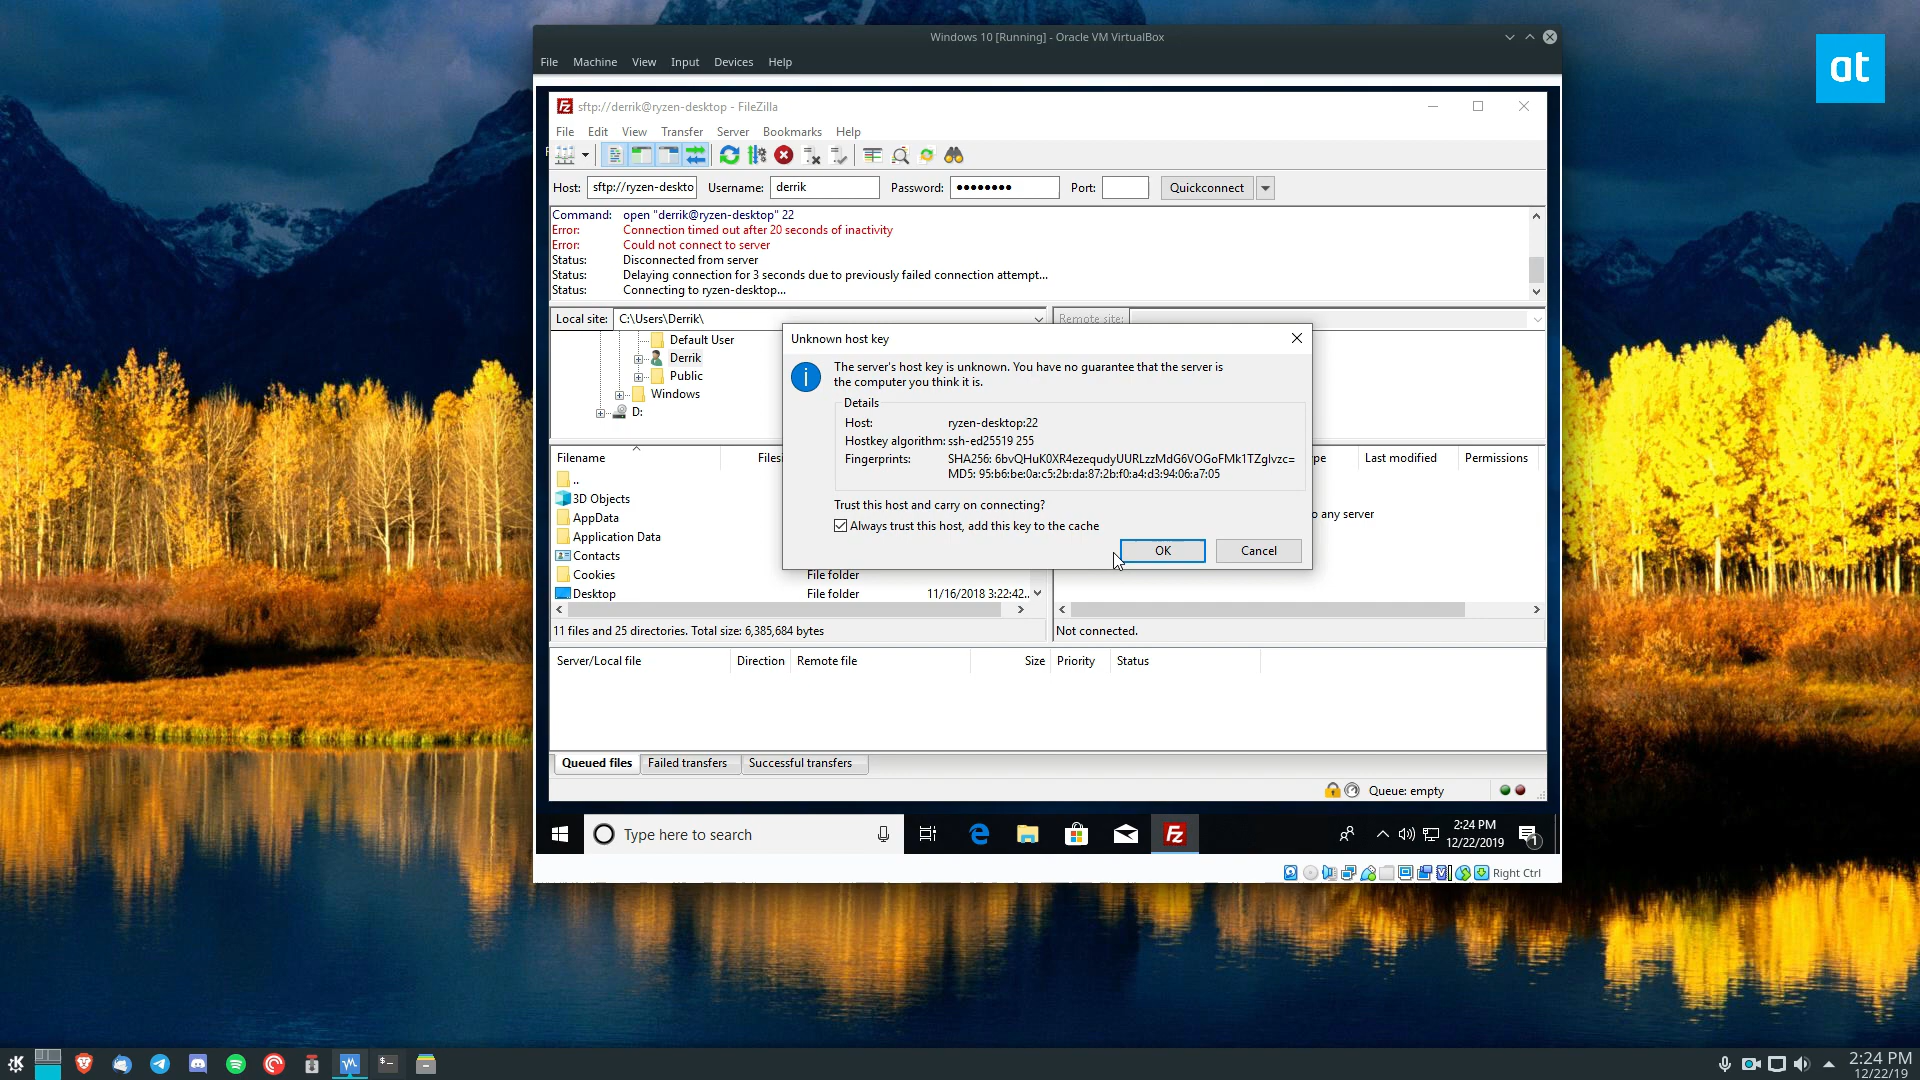 Windows 10 [Running] - Oracle VM VirtualBox
at
File Machine View Input Devices Help
sftp://derrik@ryzen-desktop - FileZilla
File Edit View Transfer Server Bookmarks Help
Host: sftp://ryzen-deskto Username: derrik Password: ●●●●●●●● Port: Quickconnect
Command: open "derrik@ryzen-desktop" 22
Error: Connection timed out after 20 seconds of inactivity
Error: Could not connect to server
Status: Disconnected from server
Status: Delaying connection for 3 seconds due to previously failed connection attempt...
Status: Connecting to ryzen-desktop...
Local site: C:\Users\Derrik\ Remote site:
Default User
Derrik
Public
Windows
D:
Unknown host key
The server's host key is unknown. You have no guarantee that the server is
the computer you think it is.
Details
Host: ryzen-desktop:22
Hostkey algorithm: ssh-ed25519 255
Fingerprints: SHA256: 6bvQHuK0XR4ezequdyUURLzzMdG6VOGoFMk1TZglvzc=
MD5: 95:b6:be:0a:c5:2b:da:87:2b:f0:a4:d3:94:06:a7:05
Trust this host and carry on connecting?
Always trust this host, add this key to the cache
OK Cancel
Filename Files pe Last modified Permissions
..
3D Objects
o any server
AppData
Application Data
Contacts
Cookies File folder
Desktop File folder 11/16/2018 3:22:42..
11 files and 25 directories. Total size: 6,385,684 bytes Not connected.
Server/Local file Direction Remote file Size Priority Status
Queued files Failed transfers Successful transfers
Queue: empty
Type here to search
2:24 PM
12/22/2019
1
Right Ctrl
2:24 PM
12/22/19